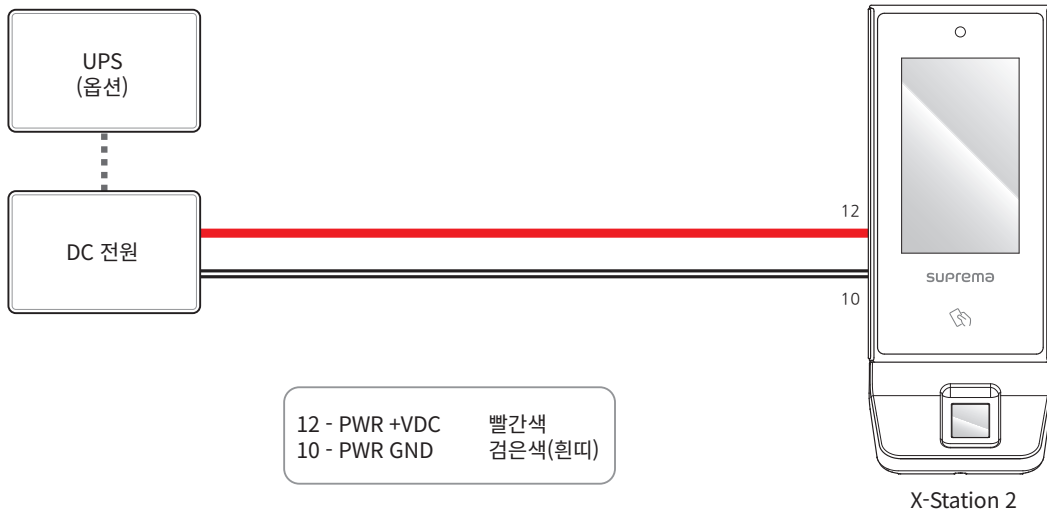 UPS
(옵션)
DC 전원
12
10
suprema
12 - PWR +VDC 빨간색
10 - PWR GND 검은색(흰띠)
X-Station 2